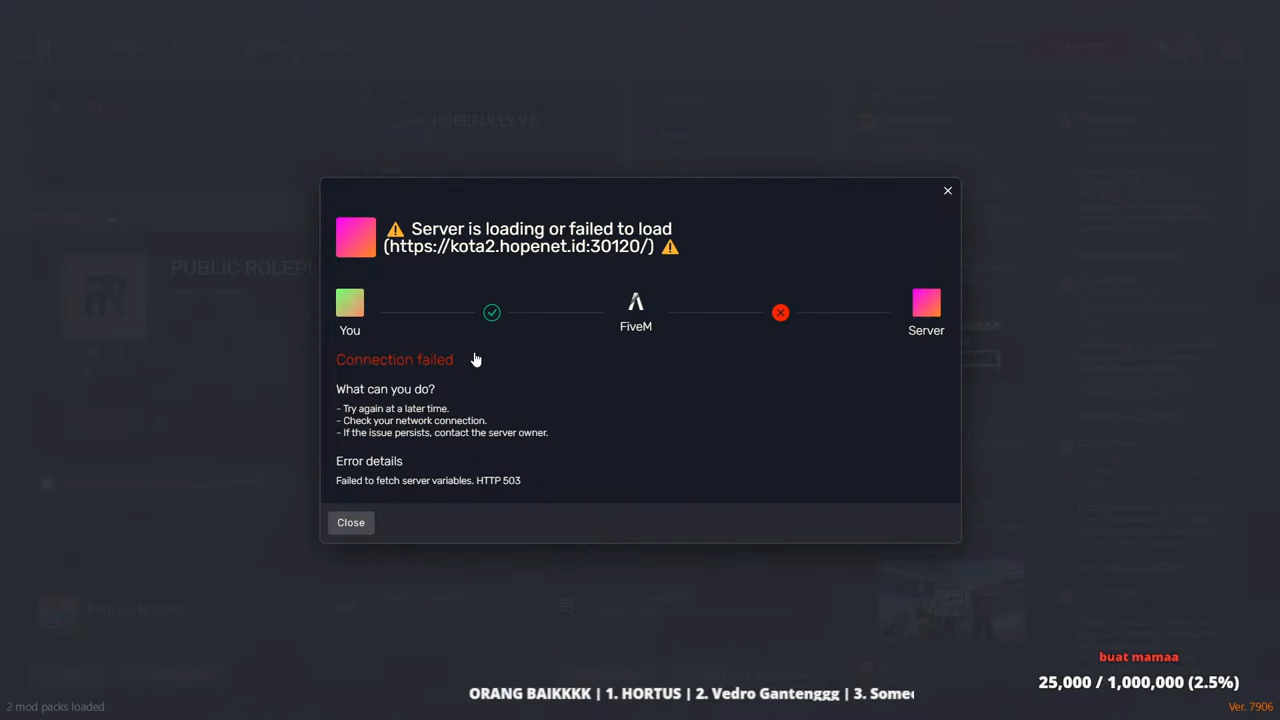 PUBLIC ROLEPL
⚠ Server is loading or failed to load
(https://kota2.hopenet.id:30120/) ⚠
You
FiveM
Server
Connection failed
What can you do?
- Try again at a later time.
- Check your network connection.
- If the issue persists, contact the server owner.
Error details
Failed to fetch server variables. HTTP 503
Close
buat mamaa
25,000 / 1,000,000 (2.5%)
ORANG BAIKKKK | 1. HORTUS | 2. Vedro Gantenggg | 3. Some
2 mod packs loaded
Ver. 7906